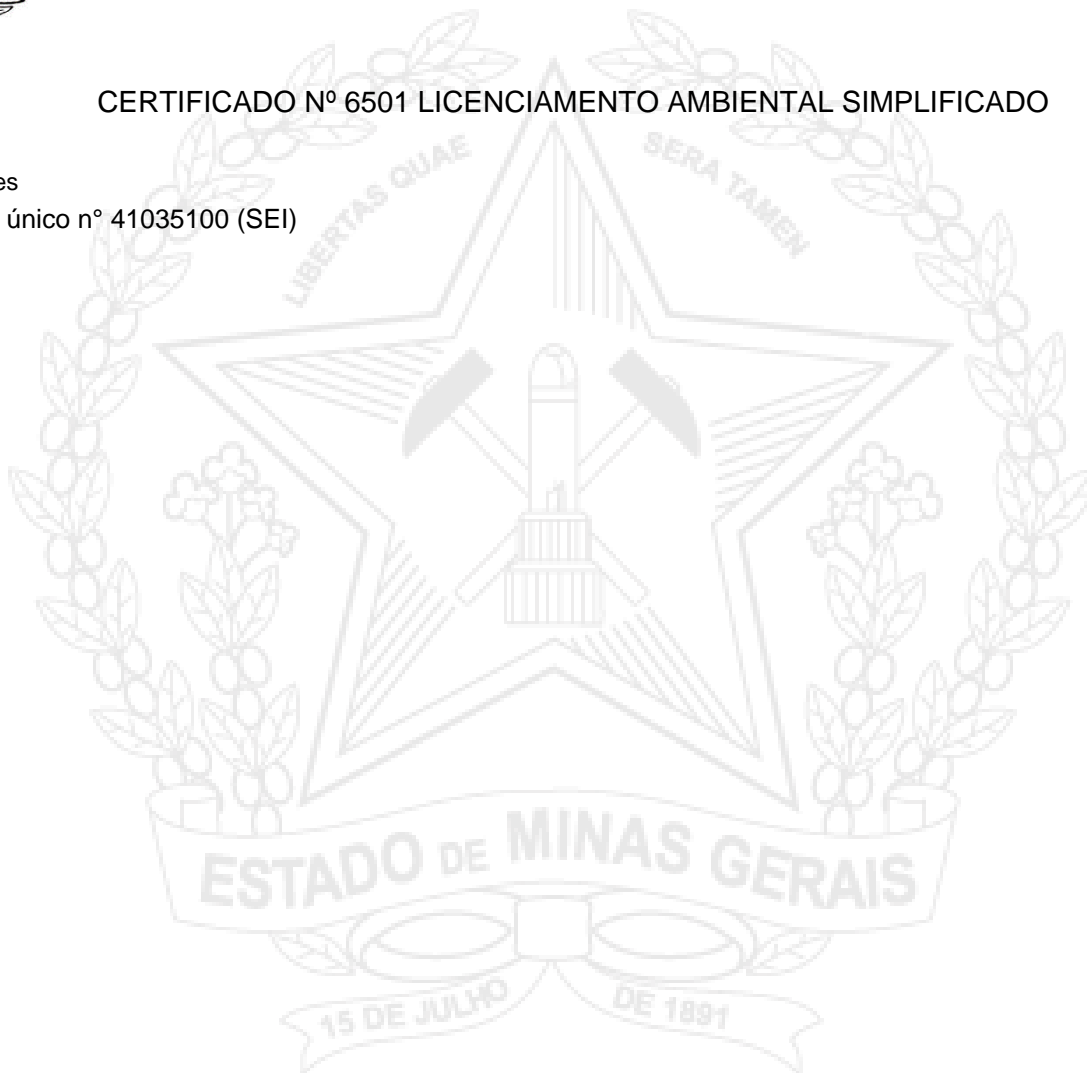 CERTIFICADO Nº 6501 LICENCIAMENTO AMBIENTAL SIMPLIFICADO
es
único n° 41035100 (SEI)
LIBERTAS QUAE SERA TAMEN
ESTADO DE MINAS GERAIS
15 DE JULHO DE 1891